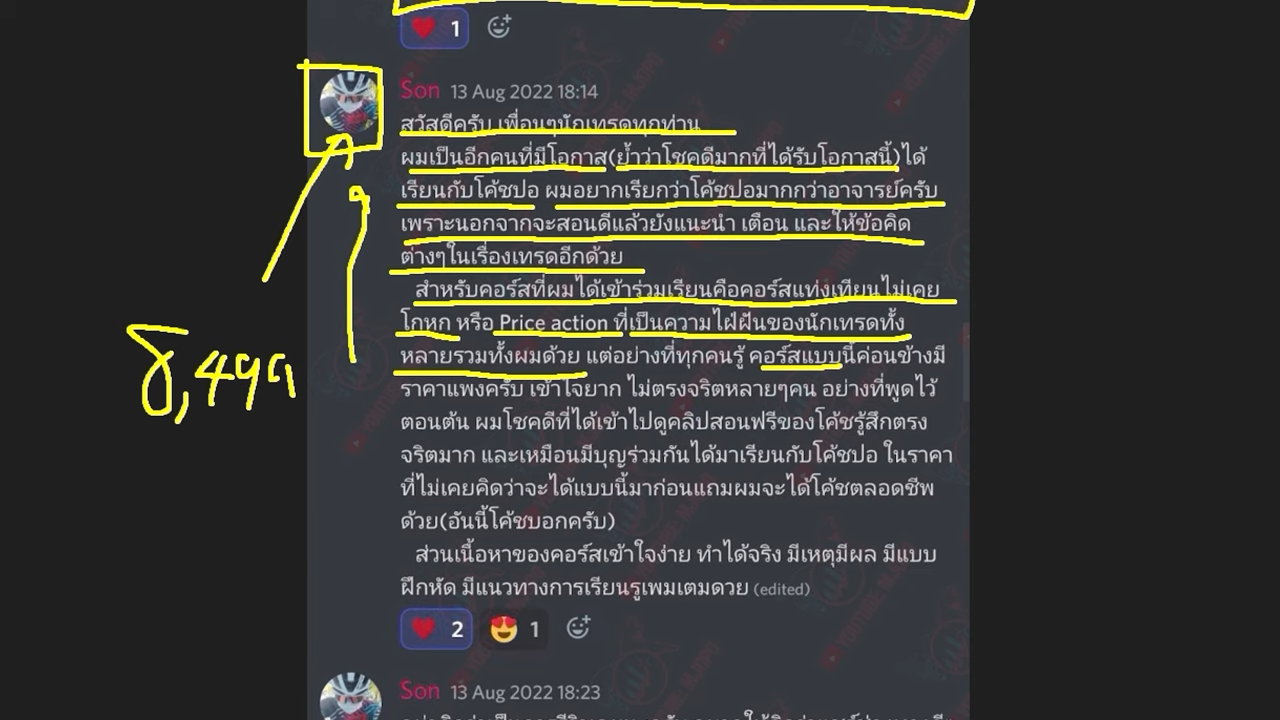 1
Son 13 Aug 2022 18:14
สวัสดีครับ เพื่อนๆนักเทรดทุกท่าน
ผมเป็นอีกคนที่มีโอกาส(ย้ำว่าโชคดีมากที่ได้รับโอกาสนี้)ได้
เรียนกับโค้ชปอ ผมอยากเรียกว่าโค้ชปอมากกว่าอาจารย์ครับ
เพราะนอกจากจะสอนดีแล้วยังแนะนำ เตือน และให้ข้อคิด
ต่างๆในเรื่องเทรดอีกด้วย
สำหรับคอร์สที่ผมได้เข้าร่วมเรียนคือคอร์สแท่งเทียนไม่เคย
โกหก หรือ Price action ที่เป็นความไฝ่ฝันของนักเทรดทั้ง
หลายรวมทั้งผมด้วย แต่อย่างที่ทุกคนรู้ คอร์สแบบนี้ค่อนข้างมี
ราคาแพงครับ เข้าใจยาก ไม่ตรงจริตหลายๆคน อย่างที่พูดไว้
ตอนต้น ผมโชคดีที่ได้เข้าไปดูคลิปสอนฟรีของโค้ชรู้สึกตรง
จริตมาก และเหมือนมีบุญร่วมกันได้มาเรียนกับโค้ชปอ ในราคา
ที่ไม่เคยคิดว่าจะได้แบบนี้มาก่อนแถมผมจะได้โค้ชตลอดชีพ
ด้วย(อันนี้โค้ชบอกครับ)
ส่วนเนื้อหาของคอร์สเข้าใจง่าย ทำได้จริง มีเหตุมีผล มีแบบ
ฝึกหัด มีแนวทางการเรียนรู้เพิ่มเติมด้วย (edited)
2 1
Son 13 Aug 2022 18:23